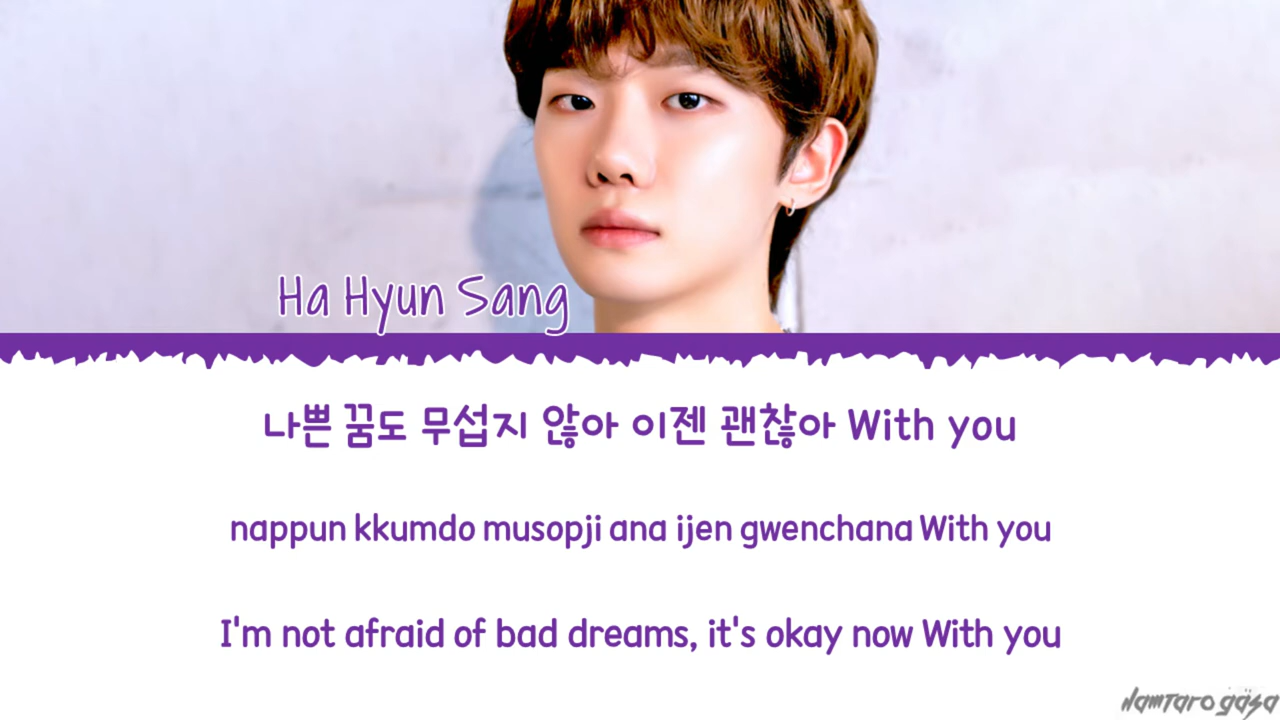 Ha Hyun Sang
나쁜 꿈도 무섭지 않아 이젠 괜찮아 With you
nappun kkumdo musopji ana ijen gwenchana With you
I'm not afraid of bad dreams, it's okay now With you
Namtaro gäsa